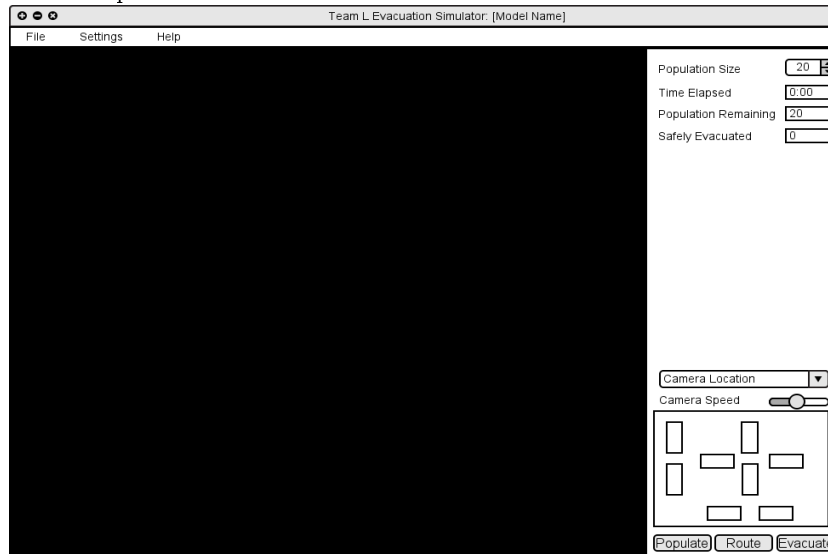 Team L Evacuation Simulator: [Model Name]
File Settings Help
Population Size 20
Time Elapsed 0:00
Population Remaining 20
Safely Evacuated 0
Camera Location
Camera Speed
Populate Route Evacuate